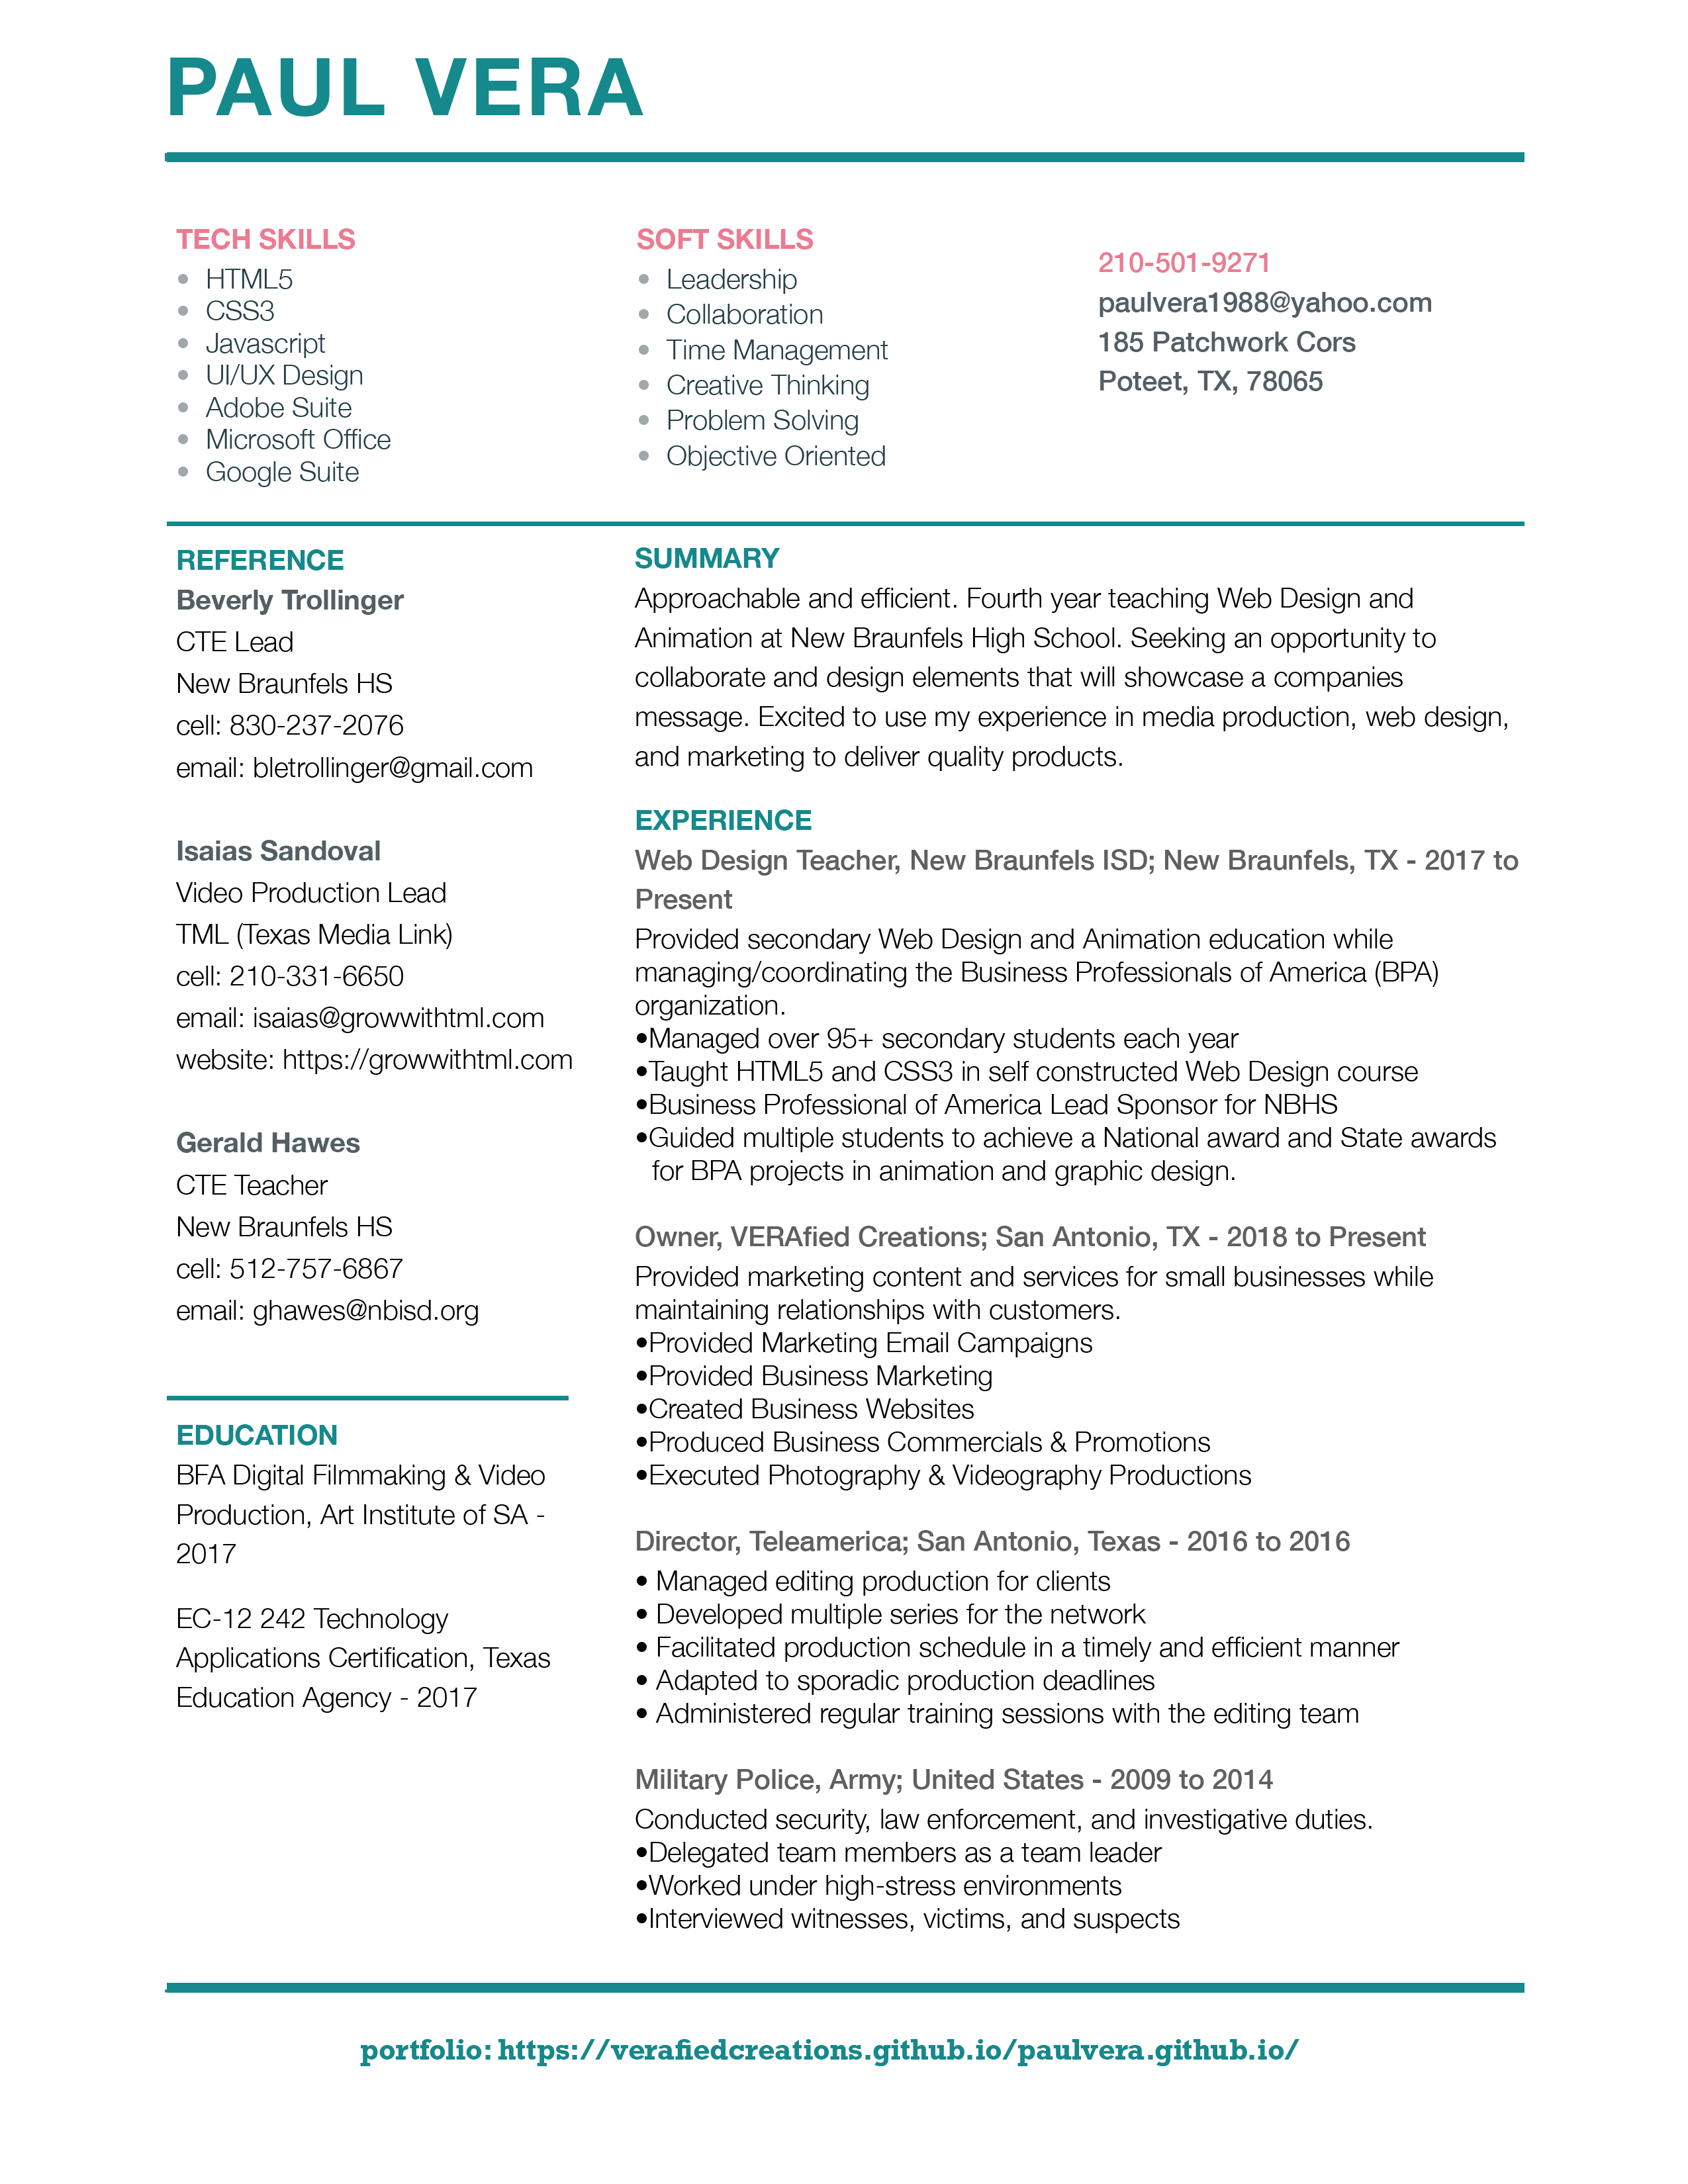 PAUL VERA
TECH SKILLS
• HTML5
• CSS3
• Javascript
• UI/UX Design
• Adobe Suite
• Microsoft Office
• Google Suite
SOFT SKILLS
• Leadership
• Collaboration
• Time Management
• Creative Thinking
• Problem Solving
• Objective Oriented
210-501-9271
paulvera1988@yahoo.com
185 Patchwork Cors
Poteet, TX, 78065
REFERENCE
Beverly Trollinger
CTE Lead
New Braunfels HS
cell: 830-237-2076
email: bletrollinger@gmail.com
Isaias Sandoval
Video Production Lead
TML (Texas Media Link)
cell: 210-331-6650
email: isaias@growwithtml.com
website: https://growwithtml.com
Gerald Hawes
CTE Teacher
New Braunfels HS
cell: 512-757-6867
email: ghawes@nbisd.org
EDUCATION
BFA Digital Filmmaking & Video
Production, Art Institute of SA -
2017
EC-12 242 Technology
Applications Certification, Texas
Education Agency - 2017
SUMMARY
Approachable and efficient. Fourth year teaching Web Design and
Animation at New Braunfels High School. Seeking an opportunity to
collaborate and design elements that will showcase a companies
message. Excited to use my experience in media production, web design,
and marketing to deliver quality products.
EXPERIENCE
Web Design Teacher, New Braunfels ISD; New Braunfels, TX - 2017 to
Present
Provided secondary Web Design and Animation education while
managing/coordinating the Business Professionals of America (BPA)
organization.
•Managed over 95+ secondary students each year
•Taught HTML5 and CSS3 in self constructed Web Design course
•Business Professional of America Lead Sponsor for NBHS
•Guided multiple students to achieve a National award and State awards
for BPA projects in animation and graphic design.
Owner, VERAfied Creations; San Antonio, TX - 2018 to Present
Provided marketing content and services for small businesses while
maintaining relationships with customers.
•Provided Marketing Email Campaigns
•Provided Business Marketing
•Created Business Websites
•Produced Business Commercials & Promotions
•Executed Photography & Videography Productions
Director, Teleamerica; San Antonio, Texas - 2016 to 2016
• Managed editing production for clients
• Developed multiple series for the network
• Facilitated production schedule in a timely and efficient manner
• Adapted to sporadic production deadlines
• Administered regular training sessions with the editing team
Military Police, Army; United States - 2009 to 2014
Conducted security, law enforcement, and investigative duties.
•Delegated team members as a team leader
•Worked under high-stress environments
•Interviewed witnesses, victims, and suspects
portfolio: https://verafiedcreations.github.io/paulvera.github.io/